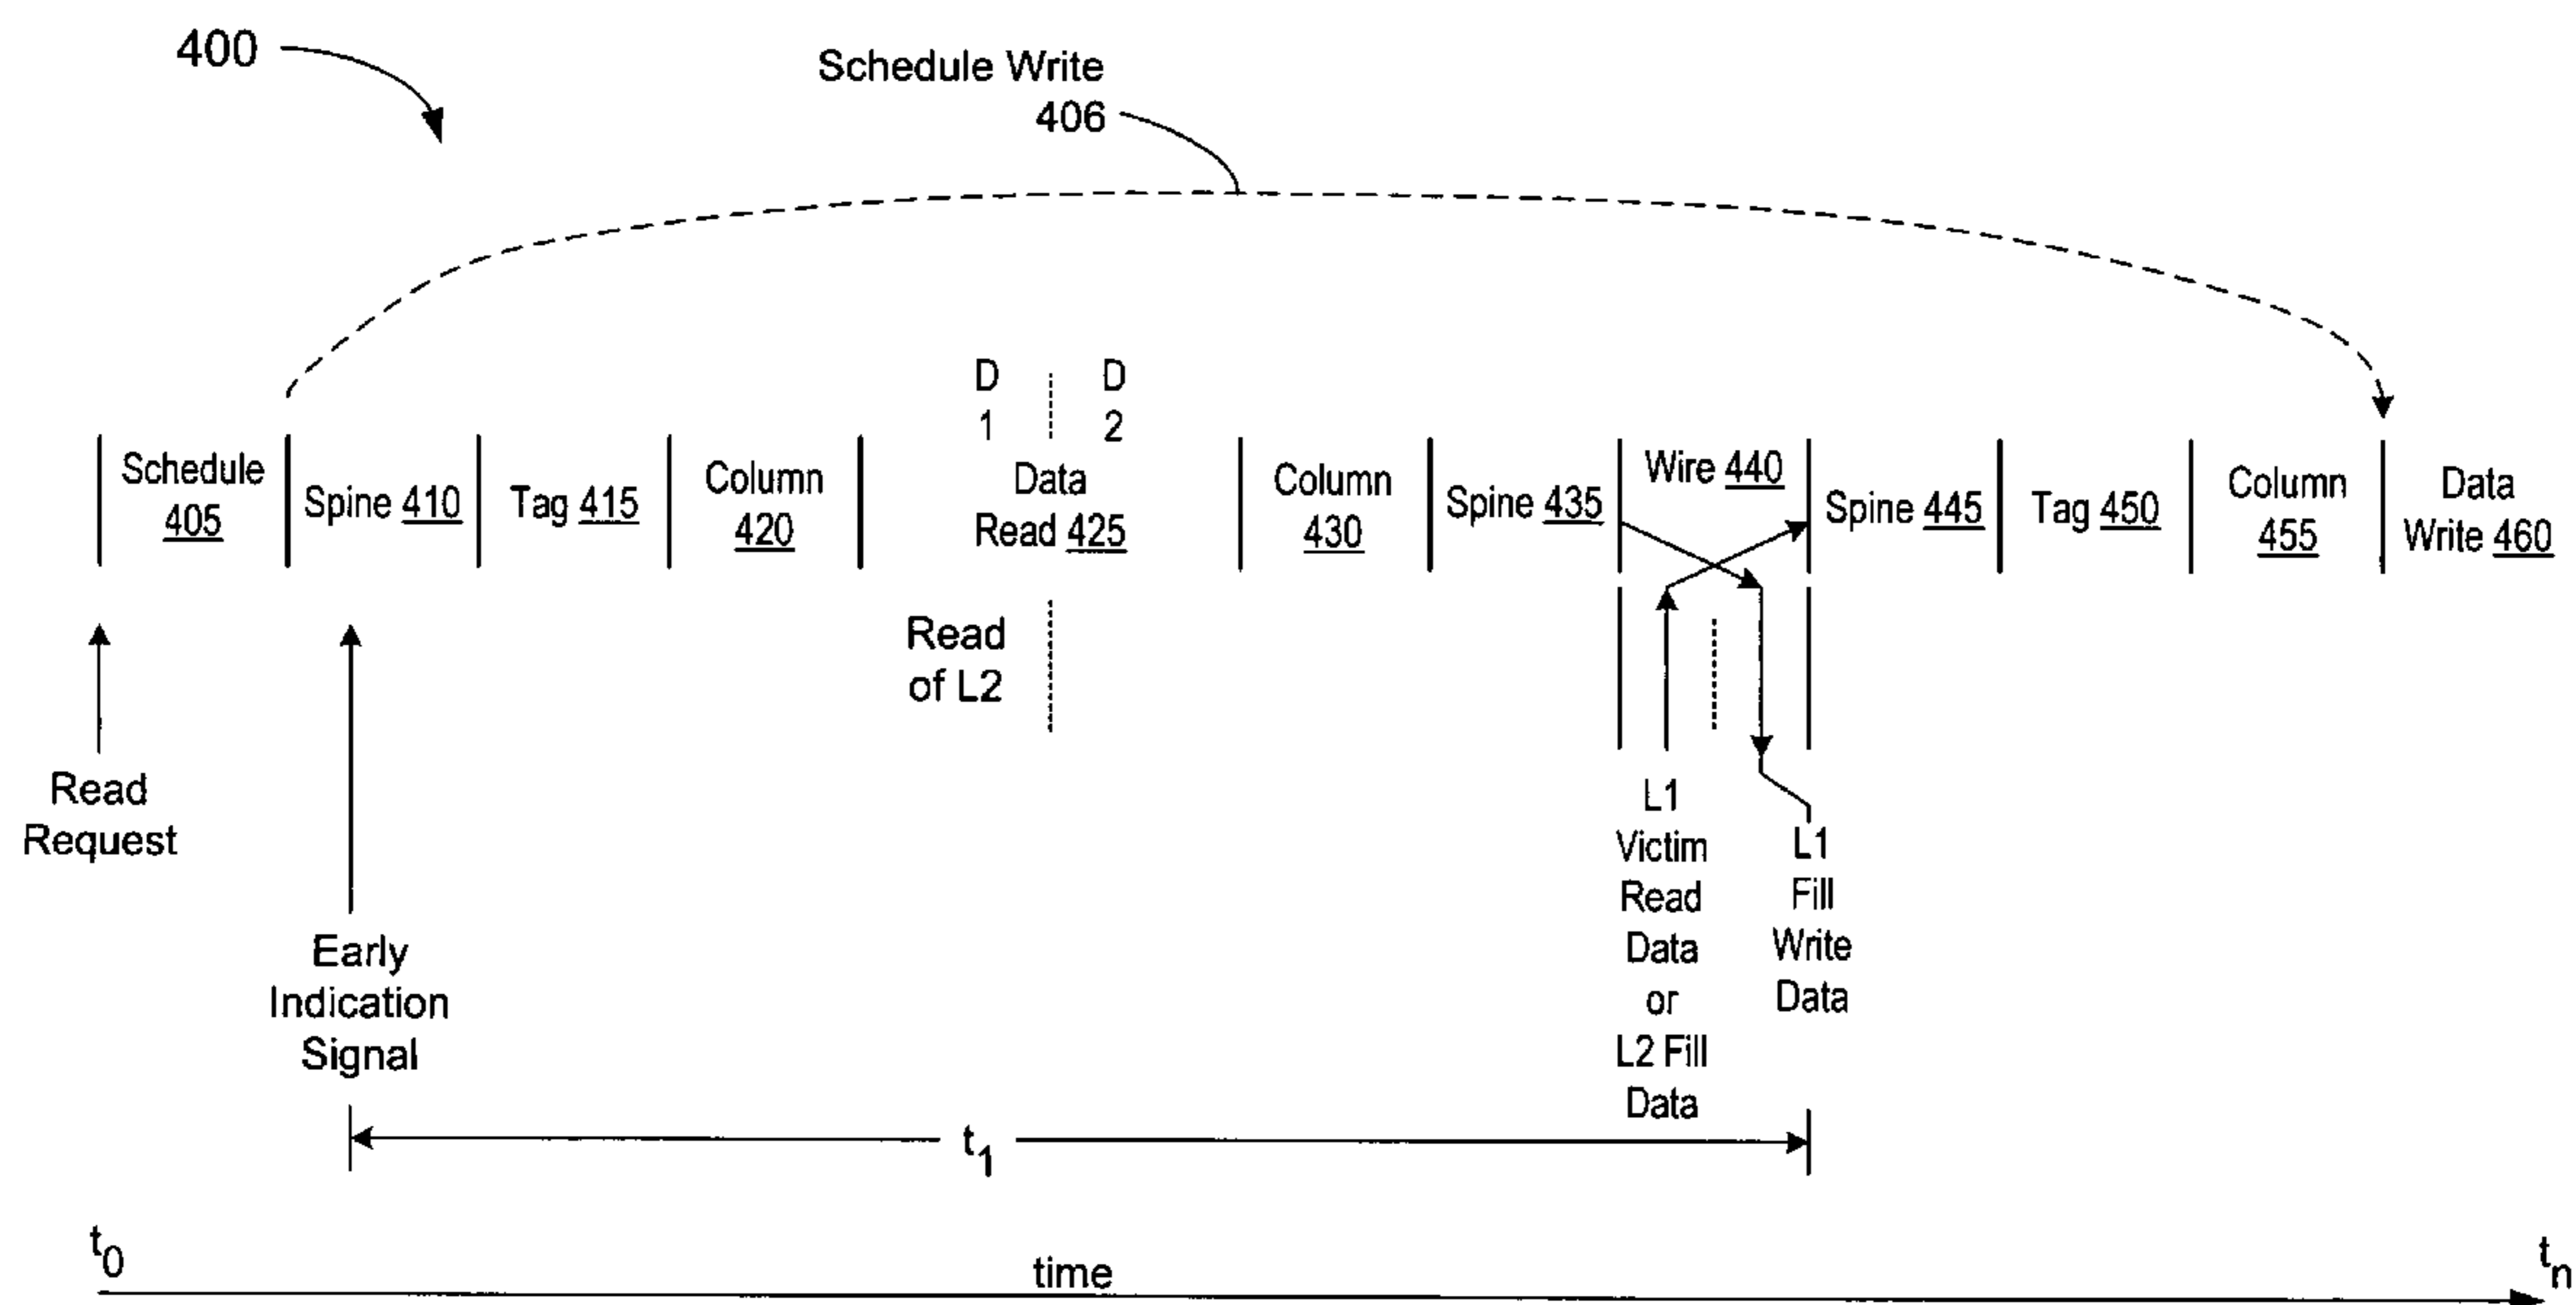 400
Schedule Write
406
D D
1 2
Schedule
405
Spine 410
Tag 415
Column
420
Data
Read 425
Column
430
Spine 435
Wire 440
Spine 445
Tag 450
Column
455
Data
Write 460
Read
of L2
Read
Request
Early
Indication
Signal
L1
Victim
Read
Data
or
L2 Fill
Data
L1
Fill
Write
Data
t1
t0
time
tn